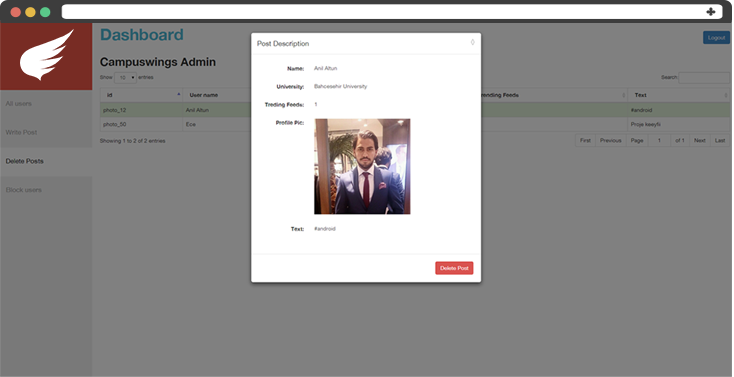 Dashboard
Logout
Campuswings Admin
Show 10 entries
Search:
id User name Trending Feeds Text
photo_12 Anil Altun #android
photo_50 Ece Proje keeyfii
Showing 1 to 2 of 2 entries
First Previous Page 1 of 1 Next Last
All users
Write Post
Delete Posts
Block users
Post Description
Name: Anil Altun
University: Bahcesehir University
Treding Feeds: 1
Profile Pic:
Text: #android
Delete Post